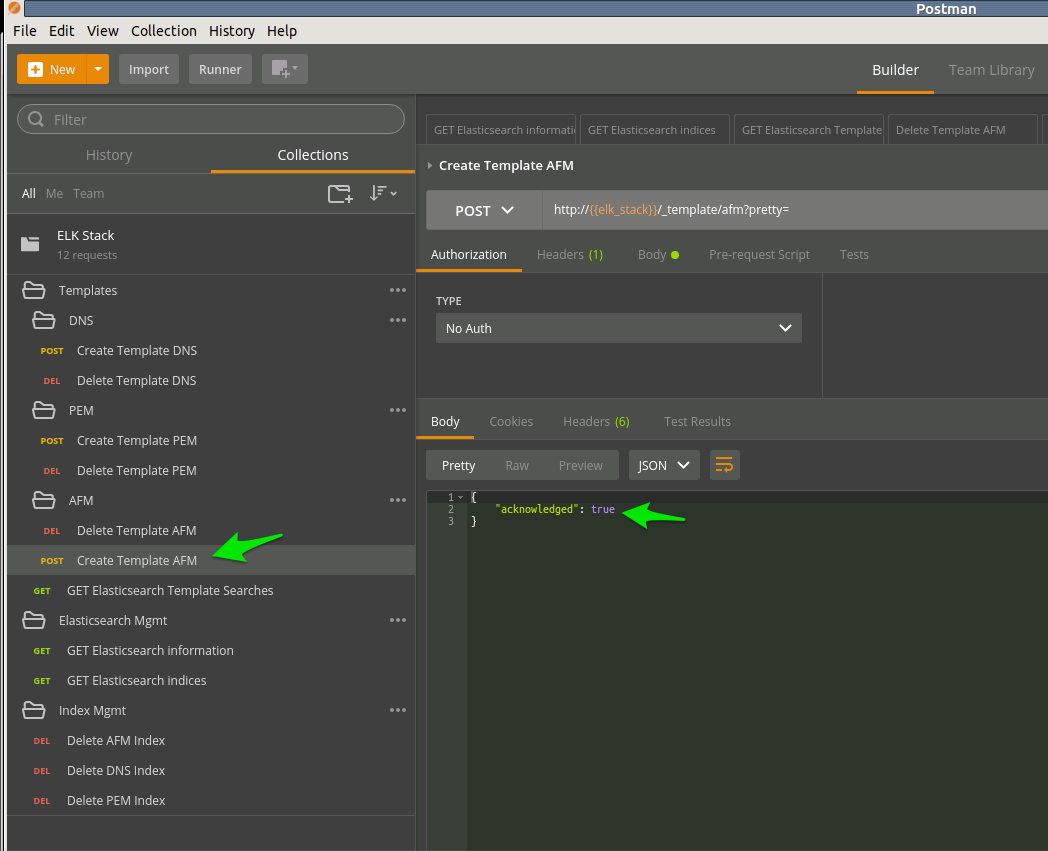 Postman
File Edit View Collection History Help
New Import Runner Builder Team Library
Filter
History Collections
All Me Team
ELK Stack
12 requests
Templates
DNS
POST Create Template DNS
DEL Delete Template DNS
PEM
POST Create Template PEM
DEL Delete Template PEM
AFM
DEL Delete Template AFM
POST Create Template AFM
GET GET Elasticsearch Template Searches
Elasticsearch Mgmt
GET GET Elasticsearch information
GET GET Elasticsearch indices
Index Mgmt
DEL Delete AFM Index
DEL Delete DNS Index
DEL Delete PEM Index
GET Elasticsearch informati GET Elasticsearch indices GET Elasticsearch Template Delete Template AFM
Create Template AFM
POST http://{{elk_stack}}/_template/afm?pretty=
Authorization Headers (1) Body Pre-request Script Tests
TYPE
No Auth
Body Cookies Headers (6) Test Results
Pretty Raw Preview JSON
1 {
2 "acknowledged": true
3 }